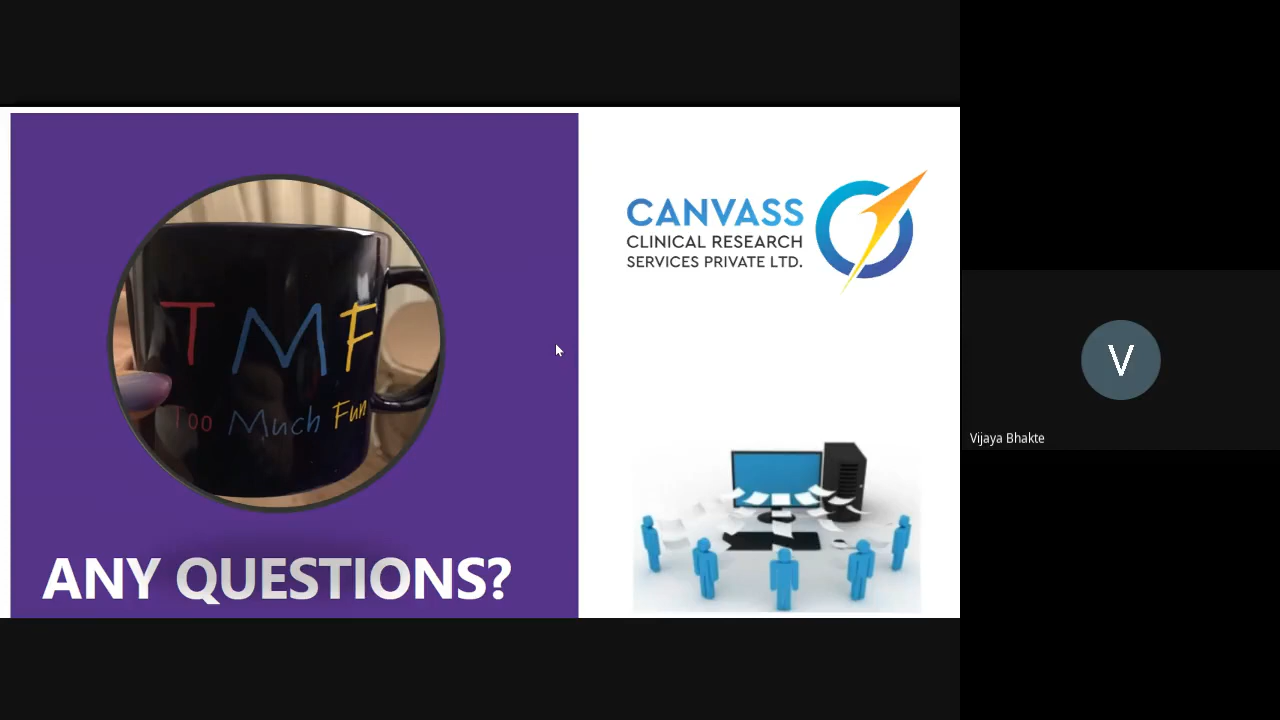 TMF
Too Much Fun
ANY QUESTIONS?
CANVASS
CLINICAL RESEARCH
SERVICES PRIVATE LTD.
V
Vijaya Bhakte